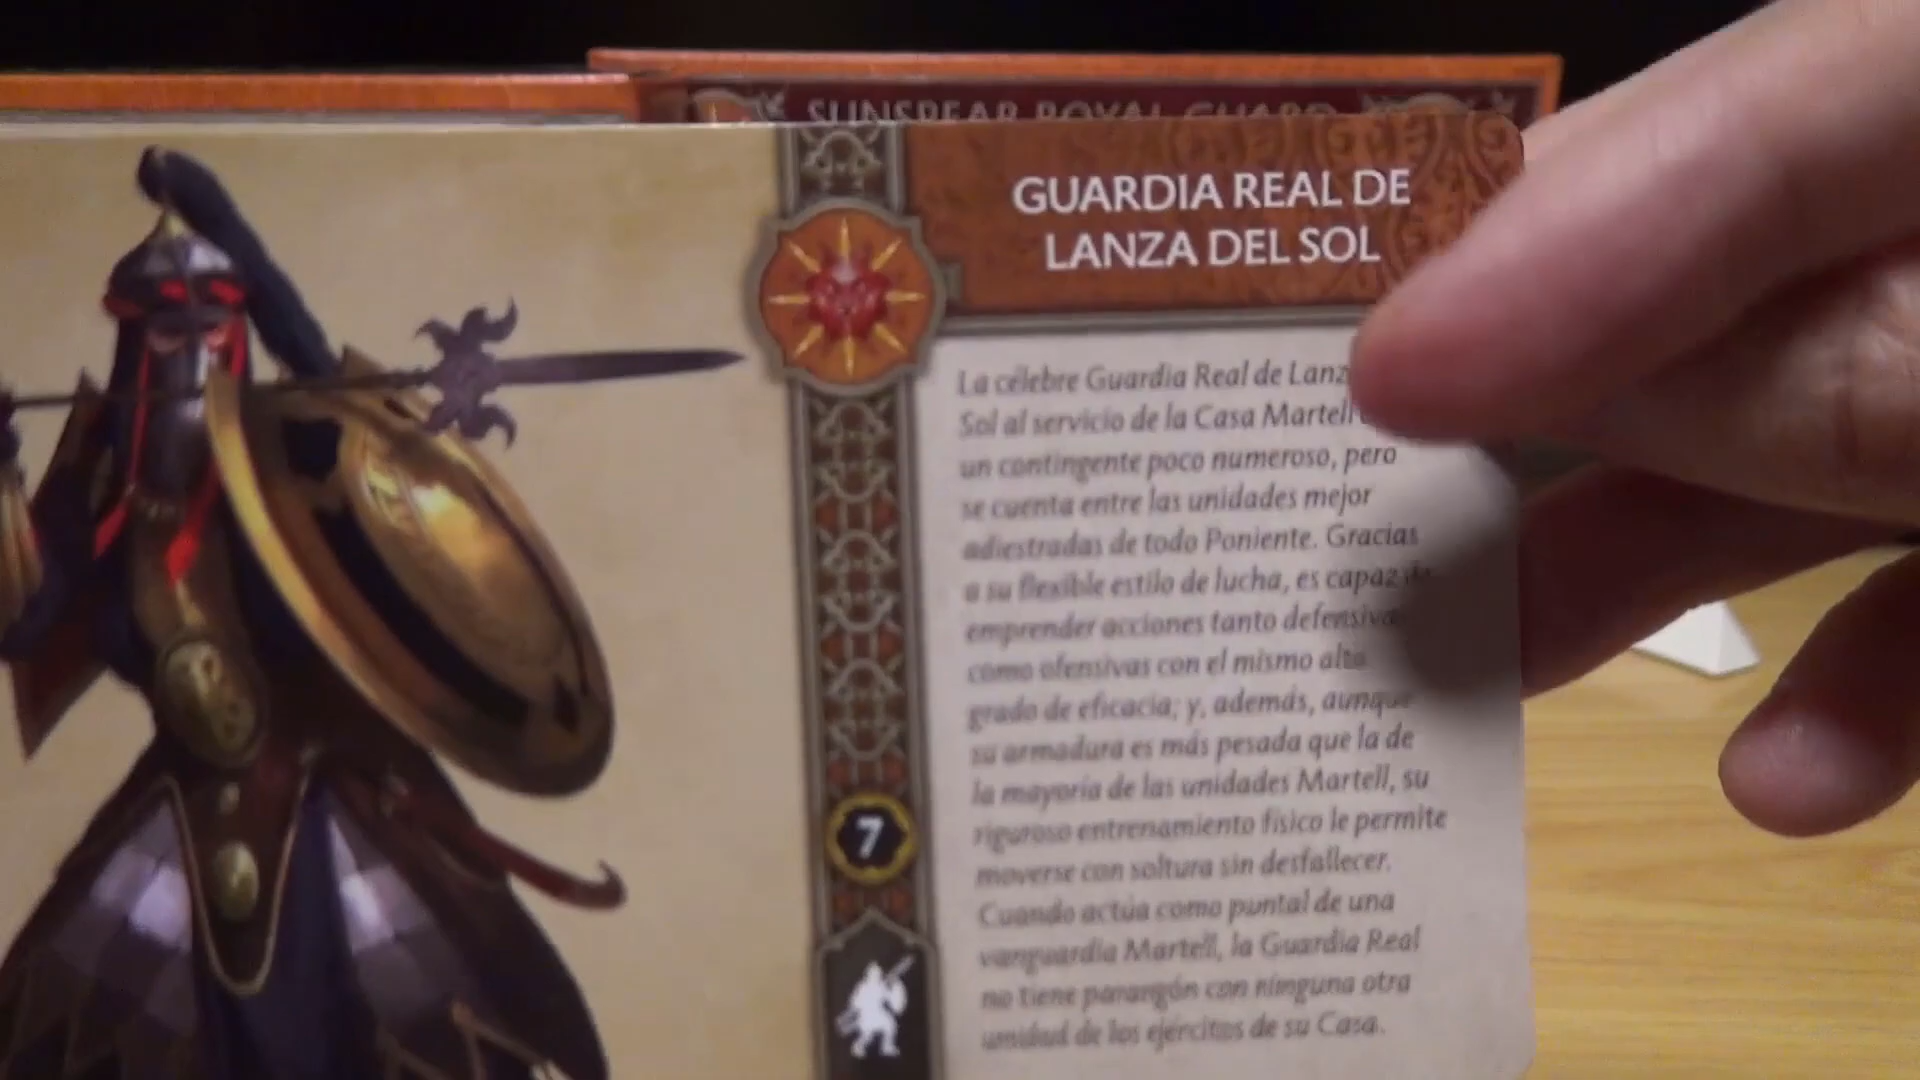 SUNSPEAR ROYAL GUARD
GUARDIA REAL DE
LANZA DEL SOL
La célebre Guardia Real de
Sol al servicio de la Casa Martell
un contingente poco numeroso, pero
se cuenta entre las unidades mejor
adiestradas de todo Poniente. Gracias
a su flexible estilo de lucha, es capaz
emprender acciones tanto
como ofensivas con el mismo alto
grado de eficacia; y, además, aunque
su armadura es más pesada que la de
la mayoría de las unidades Martell, su
riguroso entrenamiento físico le permite
moverse con soltura sin desfallecer.
Cuando actúa como puntal de una
vanguardia Martell, la Guardia Real
no tiene parangón con ninguna otra
unidad de los ejércitos de su Casa.
7